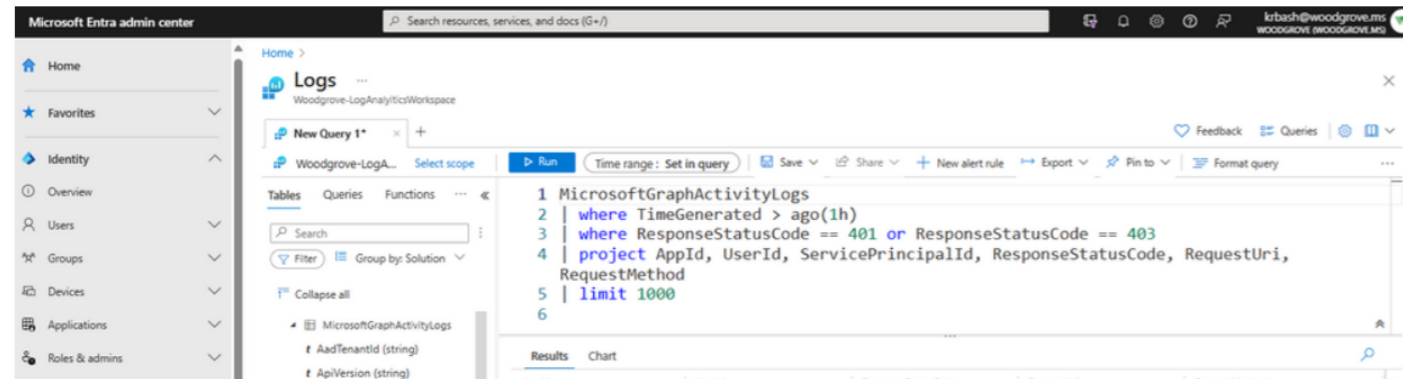 Microsoft Entra admin center
Search resources, services, and docs (G+/)
krbash@woodgrove.ms
WOODGROVE (WOODGROVE.MS)
Home
Favorites
Identity
Overview
Users
Groups
Devices
Applications
Roles & admins
Home >
Logs ...
Woodgrove-LogAnalyiticsWorkspace
New Query 1* × +
Feedback Queries
Woodgrove-LogA... Select scope
Run Time range : Set in query Save Share New alert rule Export Pin to Format query ...
Tables Queries Functions ... «
Search
Filter Group by: Solution
Collapse all
MicrosoftGraphActivityLogs
t AadTenantId (string)
t ApiVersion (string)
1 MicrosoftGraphActivityLogs
2 | where TimeGenerated > ago(1h)
3 | where ResponseStatusCode == 401 or ResponseStatusCode == 403
4 | project AppId, UserId, ServicePrincipalId, ResponseStatusCode, RequestUri,
RequestMethod
5 | limit 1000
6
...
Results Chart